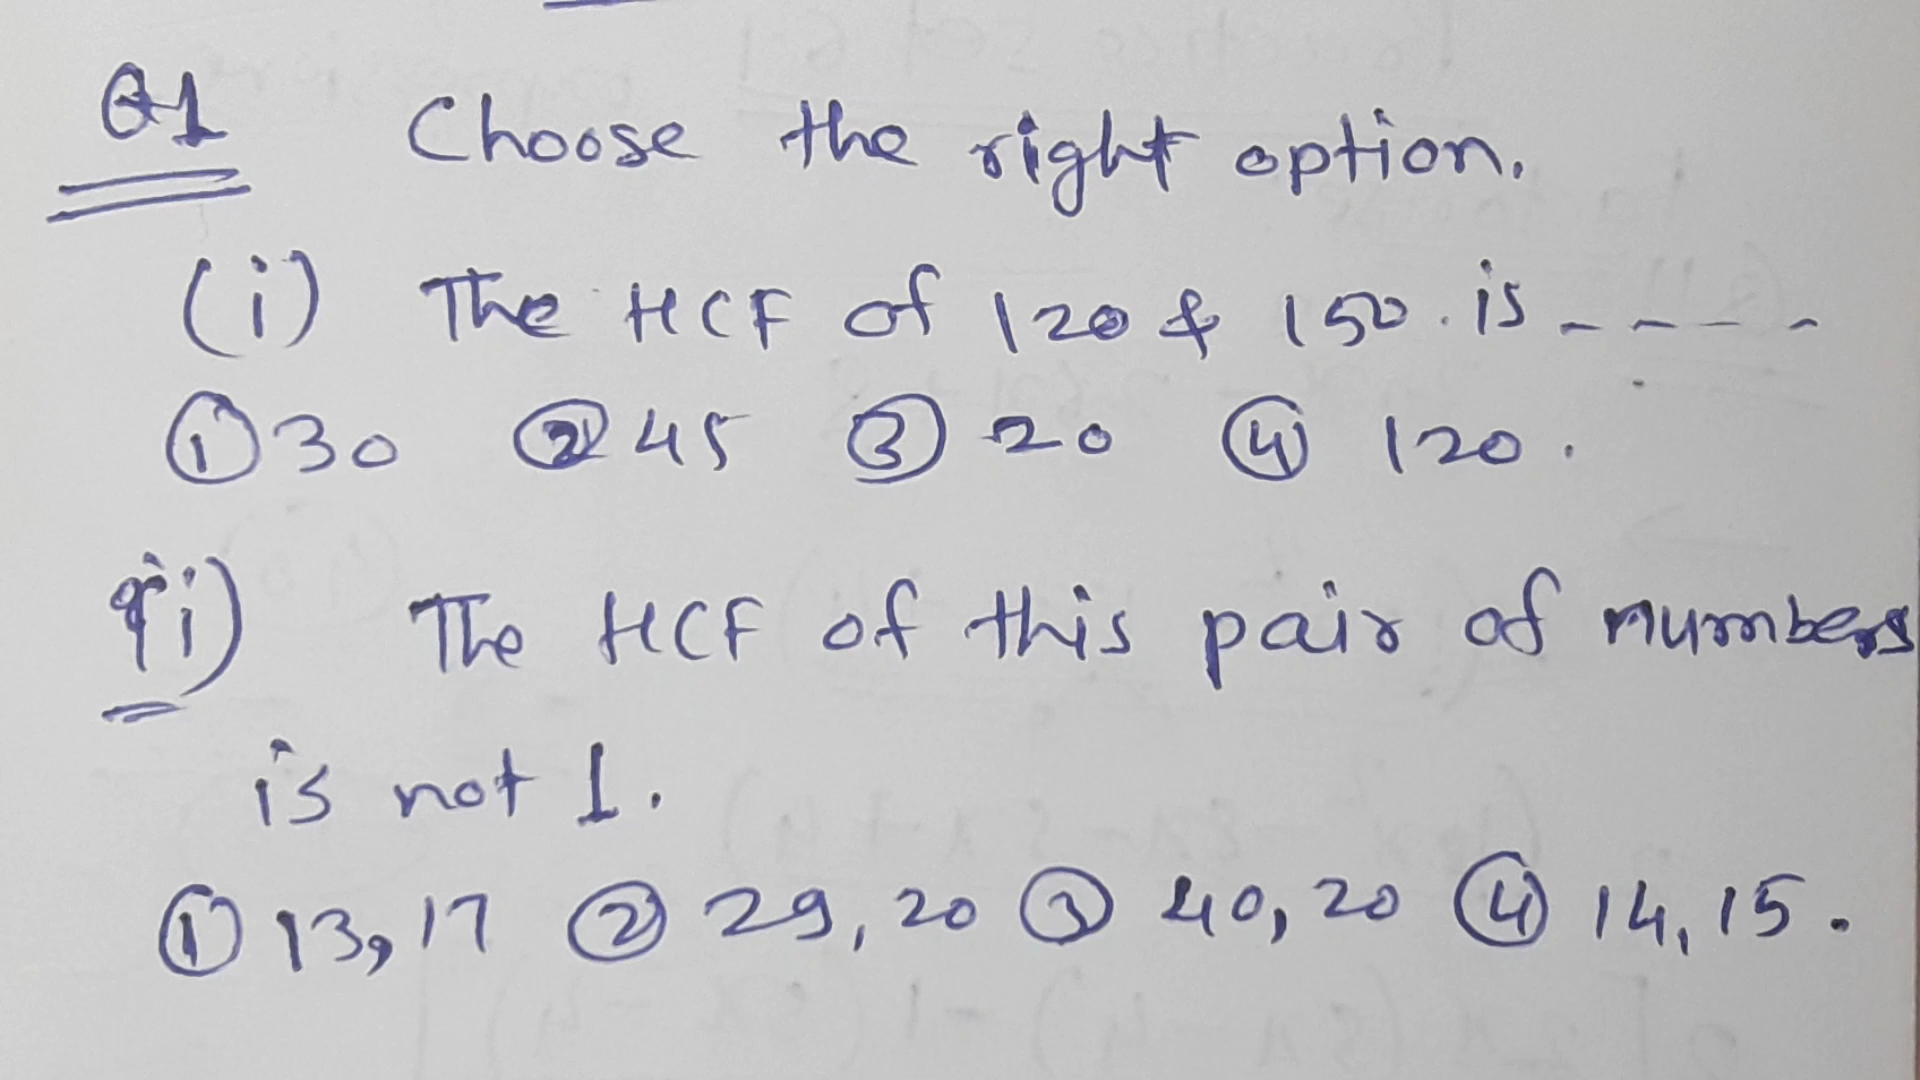 Q1 Choose the right option.
(i) The HCF of 120 & 150. is ----
① 30 ② 45 ③ 20 ④ 120.
ii) The HCF of this pair of numbers
is not 1.
① 13, 17 ② 29, 20 ③ 40, 20 ④ 14, 15.